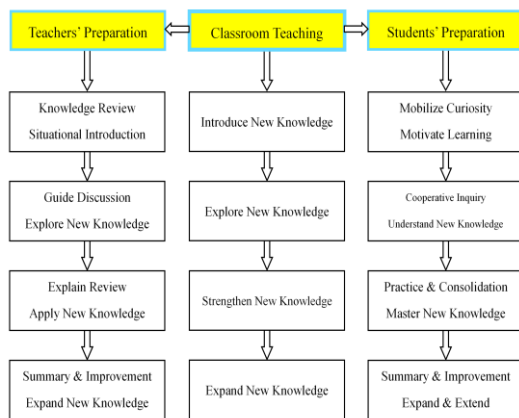 Teachers' Preparation
Classroom Teaching
Students' Preparation
Knowledge Review
Situational Introduction
Introduce New Knowledge
Mobilize Curiosity
Motivate Learning
Guide Discussion
Explore New Knowledge
Explore New Knowledge
Cooperative Inquiry
Understand New Knowledge
Explain Review
Apply New Knowledge
Strengthen New Knowledge
Practice & Consolidation
Master New Knowledge
Summary & Improvement
Expand New Knowledge
Expand New Knowledge
Summary & Improvement
Expand & Extend